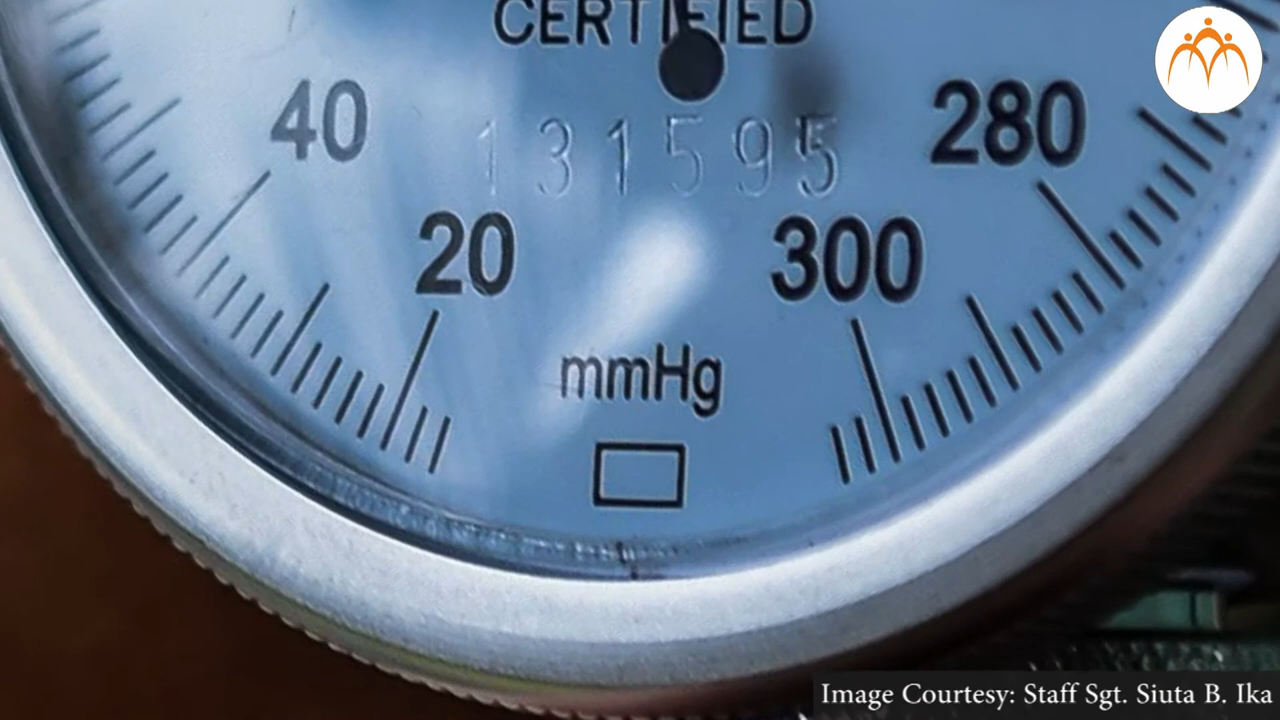 CERTIFIED
40
280
131595
20
300
mmHg
Image Courtesy: Staff Sgt. Siuta B. Ika